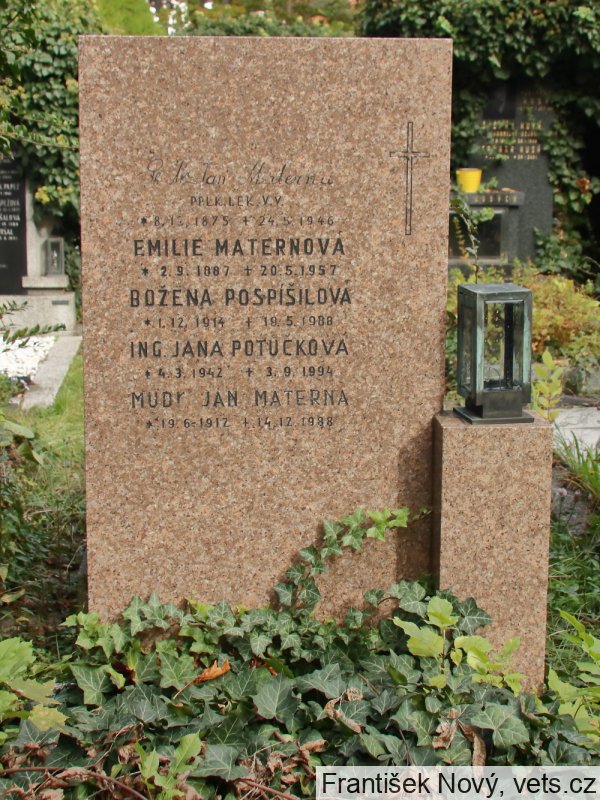 Jan Materna
PPLK.LÉK.V.V.
* 8.12.1875 + 24.5.1946
EMILIE MATERNOVÁ
* 2.9.1887 + 20.5.1957
BOŽENA POSPÍŠILOVÁ
* 1.12.1914 + 19.5.1988
ING. JANA POTŮČKOVÁ
* 4.3.1942 + 3.9.1994
MUDr JAN MATERNA
* 19.6.1912 + 14.12.1988
František Nový, vets.cz